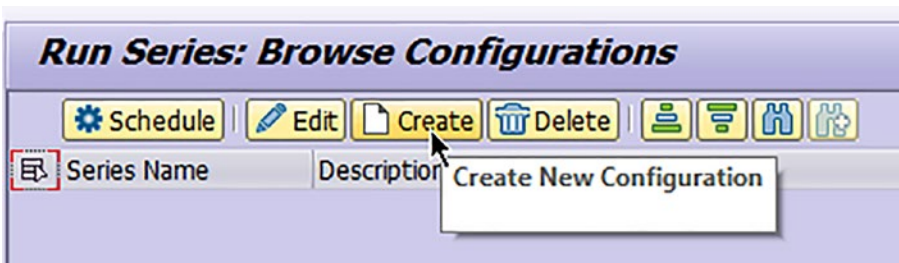 Run Series: Browse Configurations
Schedule Edit Create Delete
Series Name Description
Create New Configuration